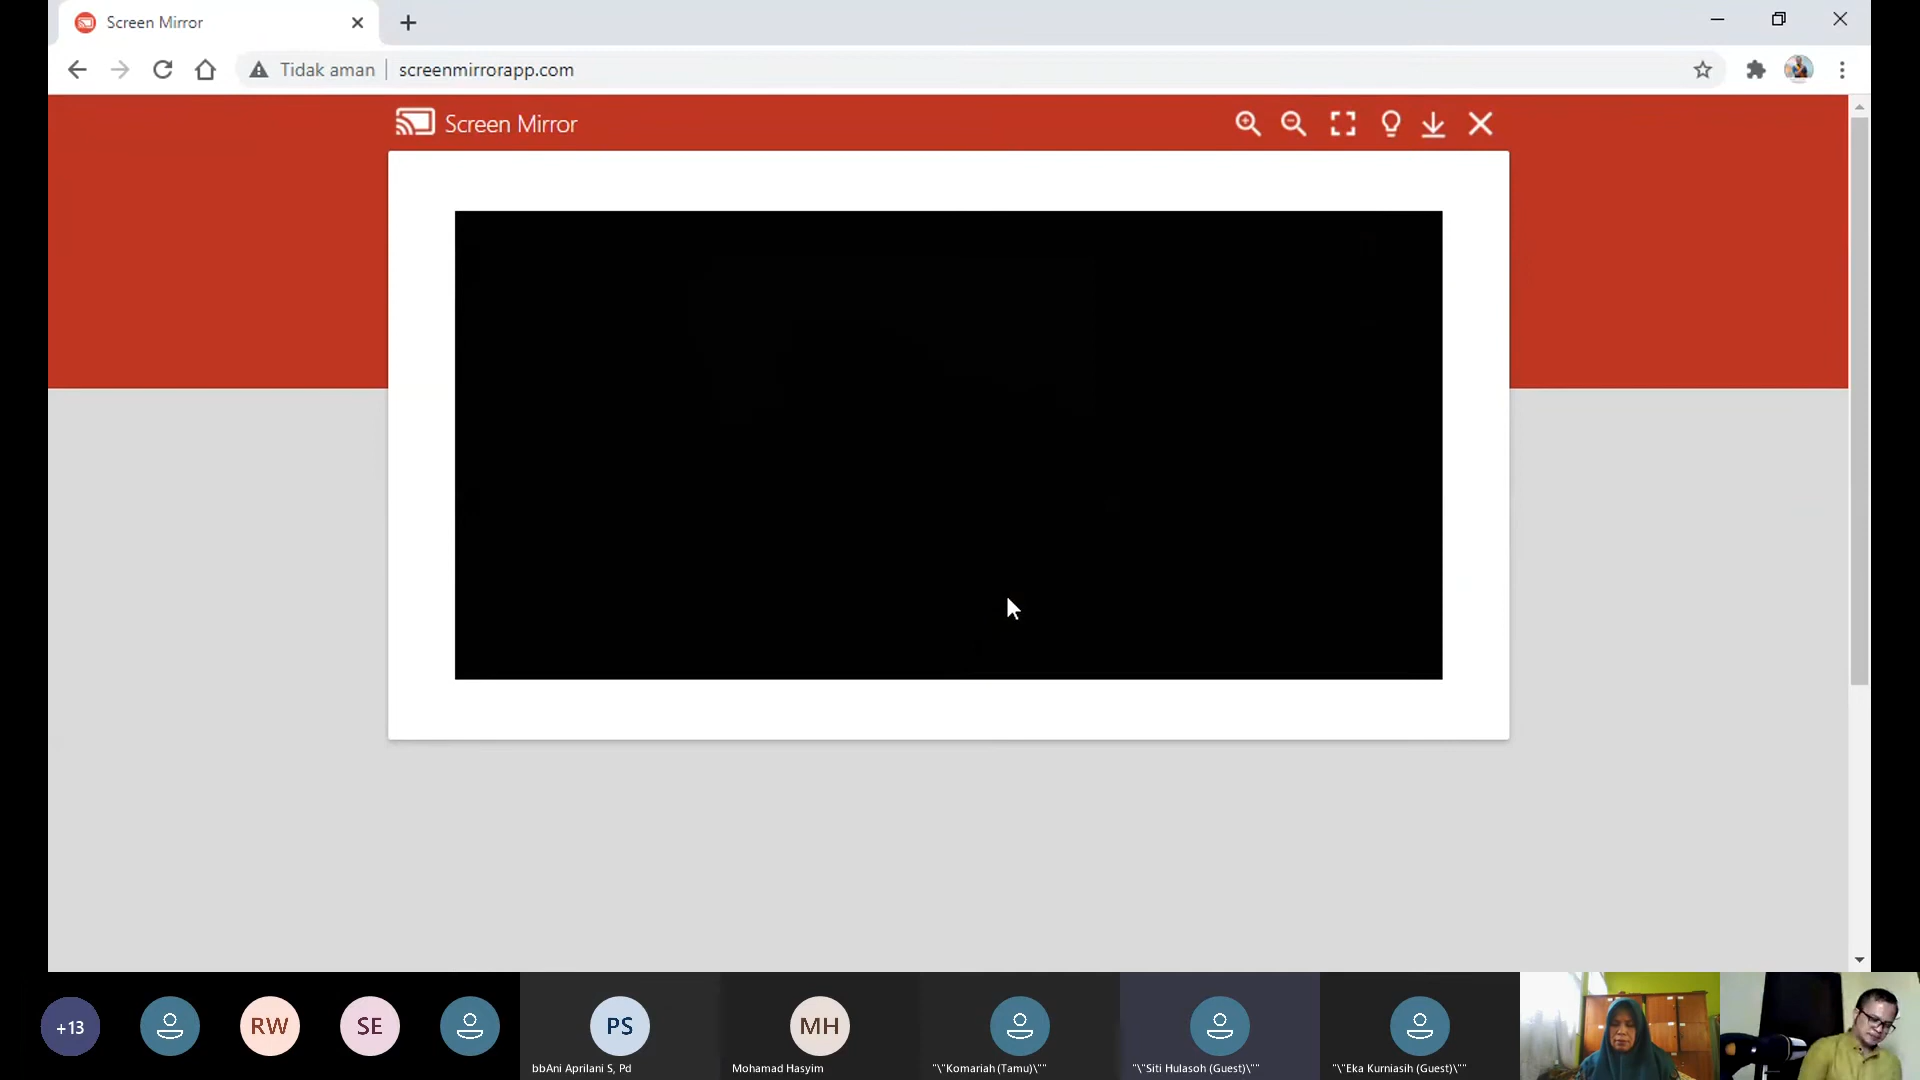 Screen Mirror
Tidak aman
screenmirrorapp.com
Screen Mirror
+13
RW
SE
PS
MH
bbAni Aprilani S, Pd
Mohamad Hasyim
"\"Komariah (Tamu)\""
"\"Siti Hulasoh (Guest)\""
"\"Eka Kurniasih (Guest)\""